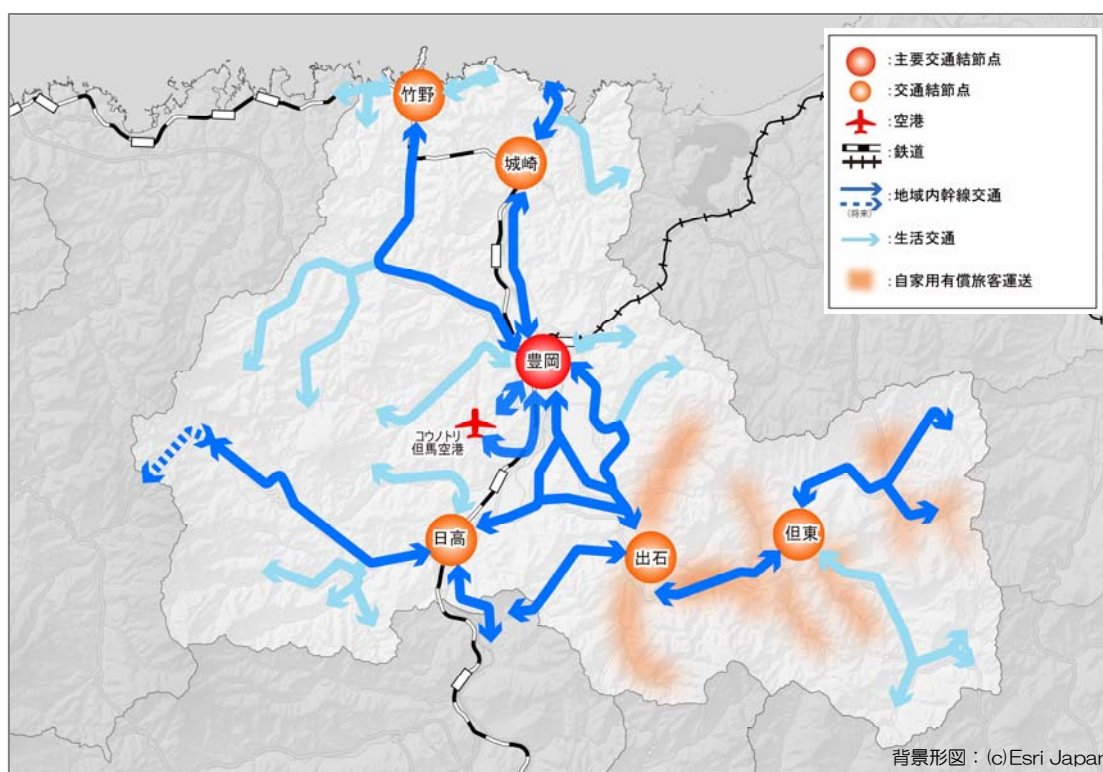 :主要交通結節点
:交通結節点
:空港
:鉄道
:地域内幹線交通
(将来)
:生活交通
:自家用有償旅客運送
竹野
城崎
豊岡
コウノトリ
但馬空港
日高
出石
但東
背景形図：(c)Esri Japan